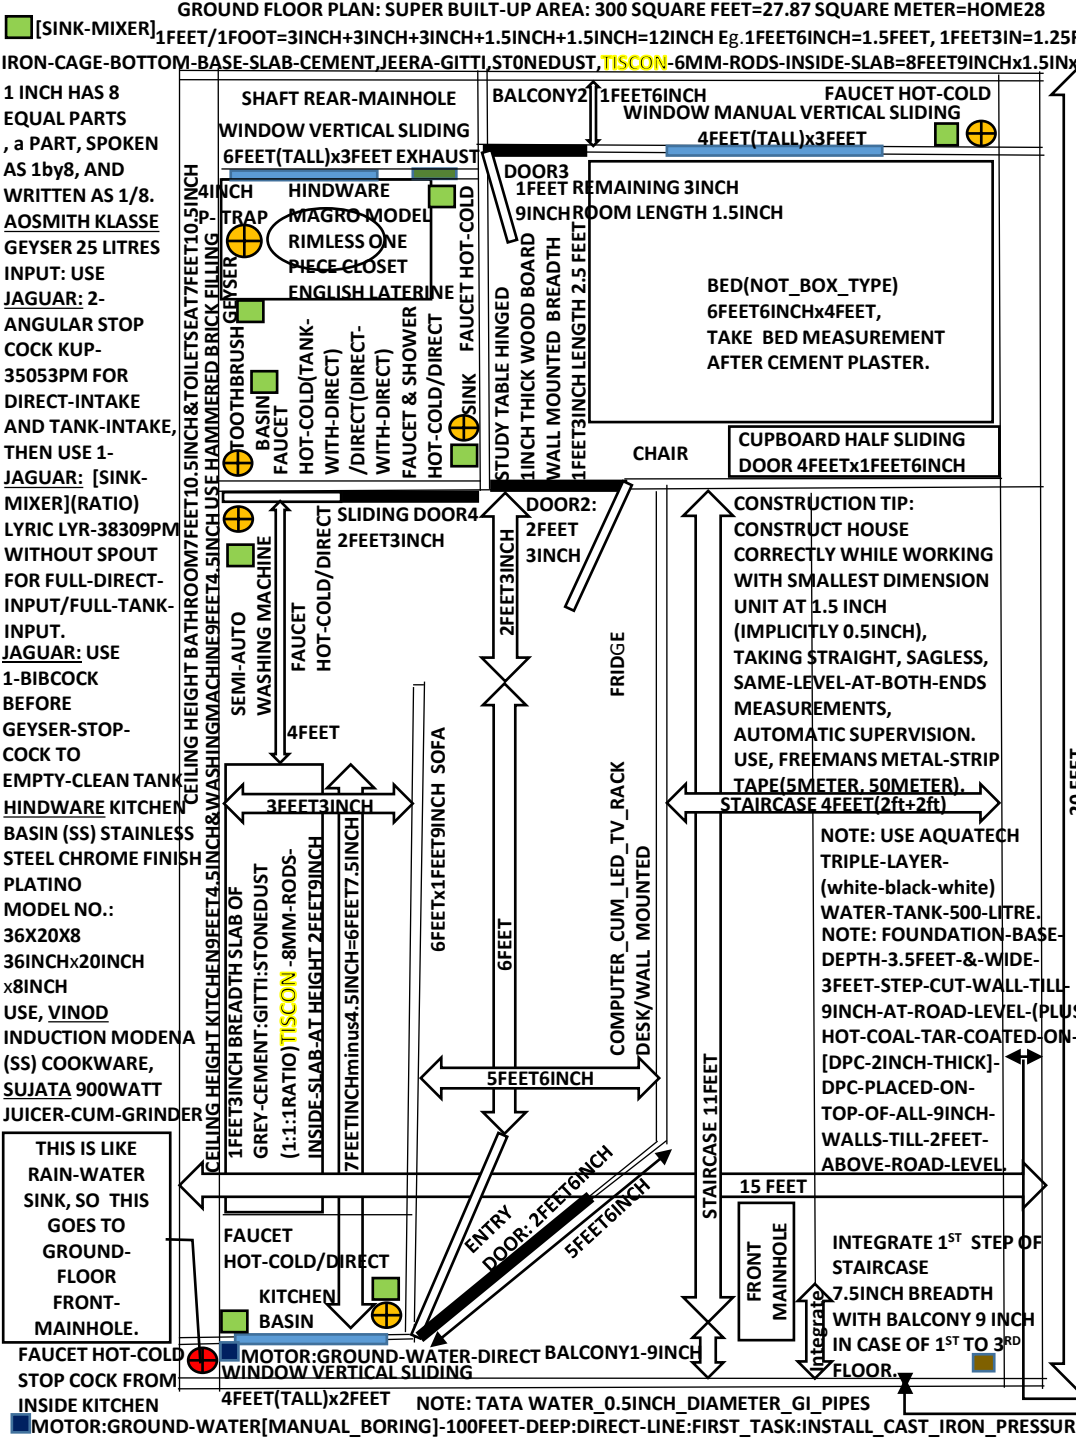 GROUND FLOOR PLAN: SUPER BUILT-UP AREA: 300 SQUARE FEET=27.87 SQUARE METER=HOME28
[SINK-MIXER]
1FEET/1FOOT=3INCH+3INCH+3INCH+1.5INCH+1.5INCH=12INCH Eg.1FEET6INCH=1.5FEET, 1FEET3IN=1.25F
IRON-CAGE-BOTTOM-BASE-SLAB-CEMENT,JEERA-GITTI,ST0NEDUST,TISCON-6MM-RODS-INSIDE-SLAB=8FEET9INCHx1.5INx
1 INCH HAS 8
EQUAL PARTS
, a PART, SPOKEN
AS 1by8, AND
WRITTEN AS 1/8.
AOSMITH KLASSE
GEYSER 25 LITRES
INPUT: USE
JAGUAR: 2-
ANGULAR STOP
COCK KUP-
35053PM FOR
DIRECT-INTAKE
AND TANK-INTAKE,
THEN USE 1-
JAGUAR: [SINK-
MIXER](RATIO)
LYRIC LYR-38309PM
WITHOUT SPOUT
FOR FULL-DIRECT-
INPUT/FULL-TANK-
INPUT.
JAGUAR: USE
1-BIBCOCK
BEFORE
GEYSER-STOP-
COCK TO
EMPTY-CLEAN TANK
HINDWARE KITCHEN
BASIN (SS) STAINLESS
STEEL CHROME FINISH
PLATINO
MODEL NO.:
36X20X8
36INCHx20INCH
x8INCH
USE, VINOD
INDUCTION MODENA
(SS) COOKWARE,
SUJATA 900WATT
JUICER-CUM-GRINDER
THIS IS LIKE
RAIN-WATER
SINK, SO THIS
GOES TO
GROUND-
FLOOR
FRONT-
MAINHOLE.
FAUCET HOT-COLD
STOP COCK FROM
INSIDE KITCHEN
CEILING HEIGHT BATHROOM7FEET10.5INCH&TOILETSEAT7FEET10.5INCH
CEILING HEIGHT KITCHEN9FEET4.5INCH&WASHINGMACHINE9FEET4.5INCHUSE HAMMERED BRICK FILLING
SHAFT REAR-MAINHOLE
WINDOW VERTICAL SLIDING
6FEET(TALL)x3FEET EXHAUST
4INCH
P- TRAP
HINDWARE
MAGRO MODEL
RIMLESS ONE
PIECE CLOSET
ENGLISH LATERINE
GEYSER
TOOTHBRUSH
BASIN
FAUCET
HOT-COLD(TANK-
WITH-DIRECT)
/DIRECT(DIRECT-
WITH-DIRECT)
FAUCET & SHOWER
HOT-COLD/DIRECT
SINK
FAUCET HOT-COLD
BALCONY2
1FEET6INCH
FAUCET HOT-COLD
WINDOW MANUAL VERTICAL SLIDING
4FEET(TALL)x3FEET
DOOR3
1FEET
9INCH
REMAINING 3INCH
ROOM LENGTH 1.5INCH
STUDY TABLE HINGED
1INCH THICK WOOD BOARD
WALL MOUNTED BREADTH
1FEET3INCH LENGTH 2.5 FEET
BED(NOT_BOX_TYPE)
6FEET6INCHx4FEET,
TAKE BED MEASUREMENT
AFTER CEMENT PLASTER.
CHAIR
CUPBOARD HALF SLIDING
DOOR 4FEETx1FEET6INCH
SLIDING DOOR4
2FEET3INCH
DOOR2:
2FEET
3INCH
2FEET3INCH
SEMI-AUTO
WASHING MACHINE
FAUCET
HOT-COLD/DIRECT
4FEET
CONSTRUCTION TIP:
CONSTRUCT HOUSE
CORRECTLY WHILE WORKING
WITH SMALLEST DIMENSION
UNIT AT 1.5 INCH
(IMPLICITLY 0.5INCH),
TAKING STRAIGHT, SAGLESS,
SAME-LEVEL-AT-BOTH-ENDS
MEASUREMENTS,
AUTOMATIC SUPERVISION.
USE, FREEMANS METAL-STRIP
TAPE(5METER, 50METER).
STAIRCASE 4FEET(2ft+2ft)
FRIDGE
3FEET3INCH
6FEETx1FEET9INCH SOFA
6FEET
COMPUTER_CUM_LED_TV_RACK
DESK/WALL MOUNTED
1FEET3INCH BREADTH SLAB OF
GREY-CEMENT:GITTI:STONEDUST
(1:1:1RATIO)TISCON -8MM-RODS-
INSIDE-SLAB-AT HEIGHT 2FEET9INCH
7FEETINCHminus4.5INCH=6FEET7.5INCH
NOTE: USE AQUATECH
TRIPLE-LAYER-
(white-black-white)
WATER-TANK-500-LITRE.
NOTE: FOUNDATION-BASE-
DEPTH-3.5FEET-&-WIDE-
3FEET-STEP-CUT-WALL-TILL-
9INCH-AT-ROAD-LEVEL-(PLUS
HOT-COAL-TAR-COATED-ON-
[DPC-2INCH-THICK]-
DPC-PLACED-ON-
TOP-OF-ALL-9INCH-
WALLS-TILL-2FEET-
ABOVE-ROAD-LEVEL.
5FEET6INCH
STAIRCASE 11FEET
15 FEET
FAUCET
HOT-COLD/DIRECT
KITCHEN
BASIN
ENTRY
DOOR: 2FEET6INCH
5FEET6INCH
FRONT
MAINHOLE
Integrate
INTEGRATE 1ST STEP OF
STAIRCASE
7.5INCH BREADTH
WITH BALCONY 9 INCH
IN CASE OF 1ST TO 3RD
FLOOR.
MOTOR:GROUND-WATER-DIRECT
BALCONY1-9INCH
WINDOW VERTICAL SLIDING
4FEET(TALL)x2FEET
NOTE: TATA WATER_0.5INCH_DIAMETER_GI_PIPES
MOTOR:GROUND-WATER[MANUAL_BORING]-100FEET-DEEP:DIRECT-LINE:FIRST_TASK:INSTALL_CAST_IRON_PRESSUR